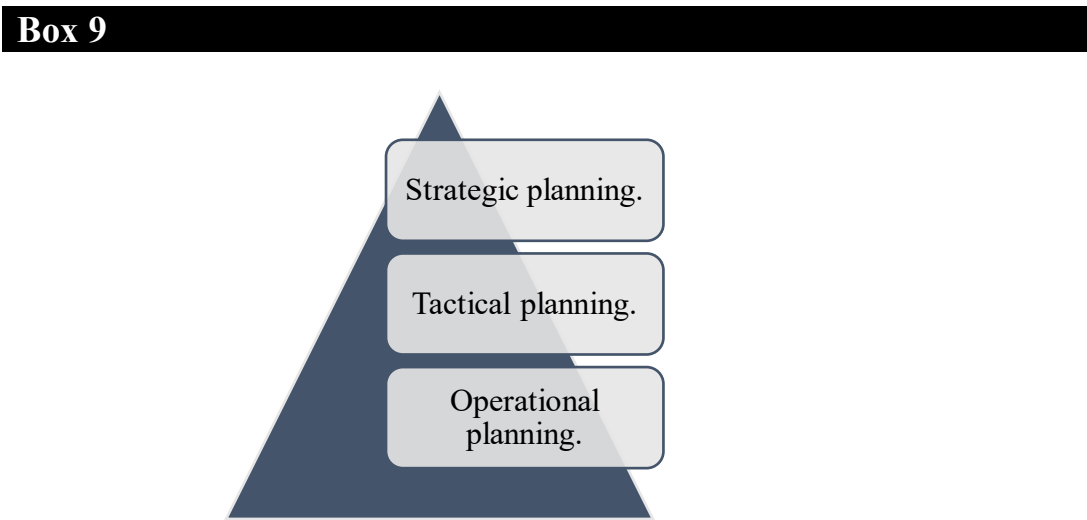 Box 9
Strategic planning.
Tactical planning.
Operational
planning.